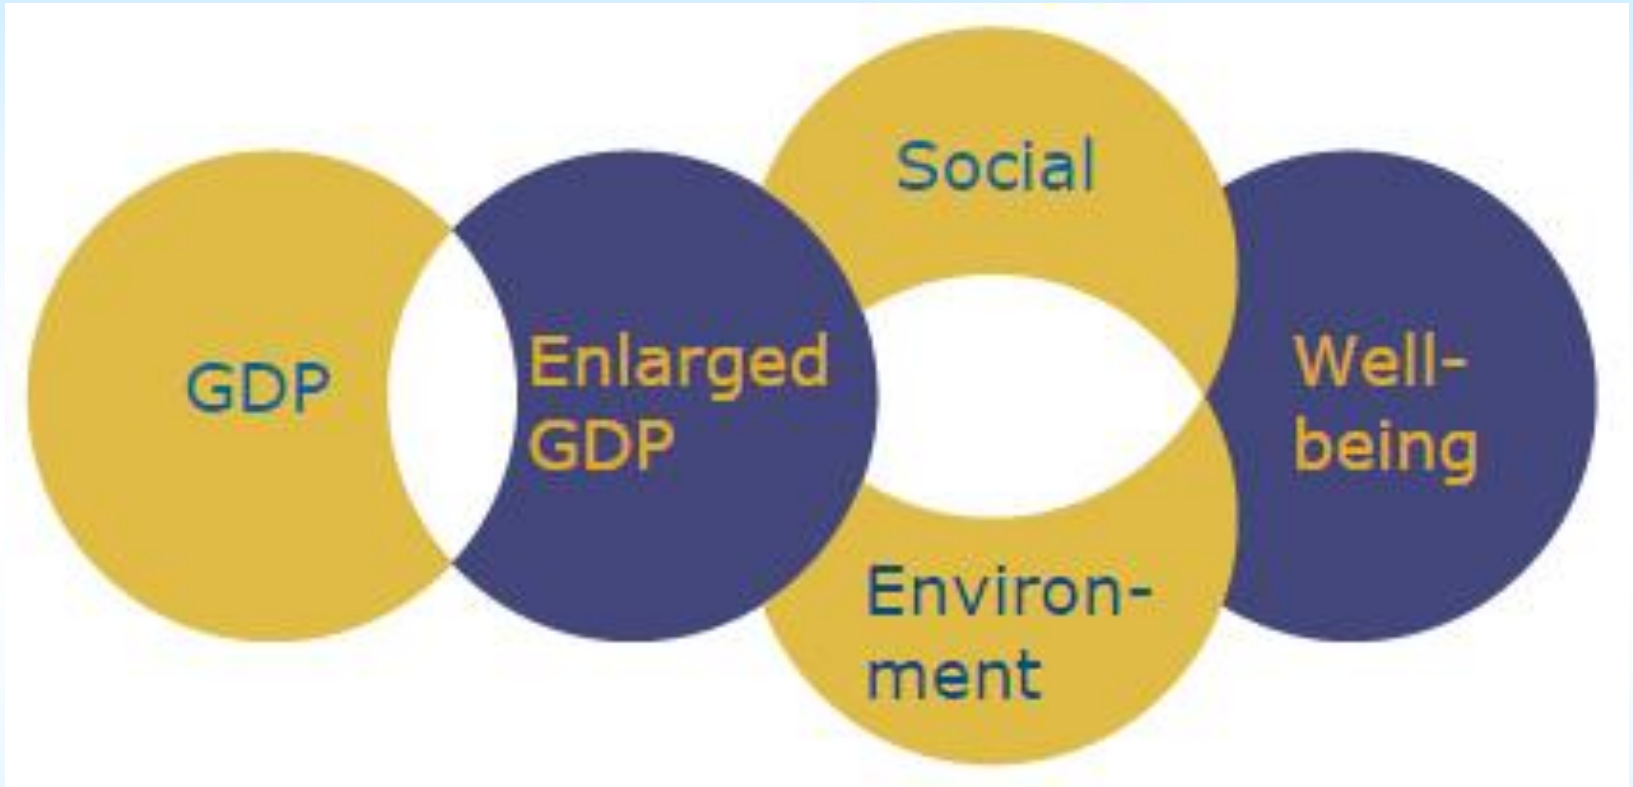 GDP
Enlarged
GDP
Social
Environ-
ment
Well-
being